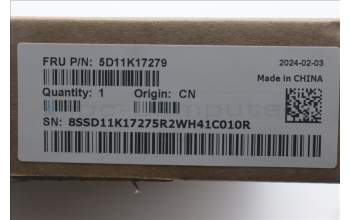 FRU P/N: 5D11K17279
2024-02-03
Made in CHINA
Quantity: 1 Origin: CN
SN: 8SSD11K17275R2WH41C010R